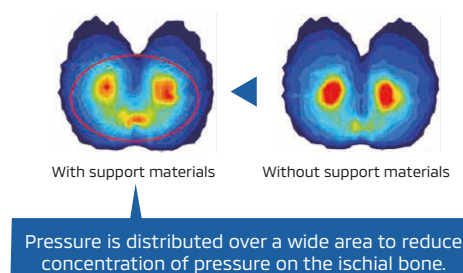 With support materials
Without support materials
Pressure is distributed over a wide area to reduce
concentration of pressure on the ischial bone.